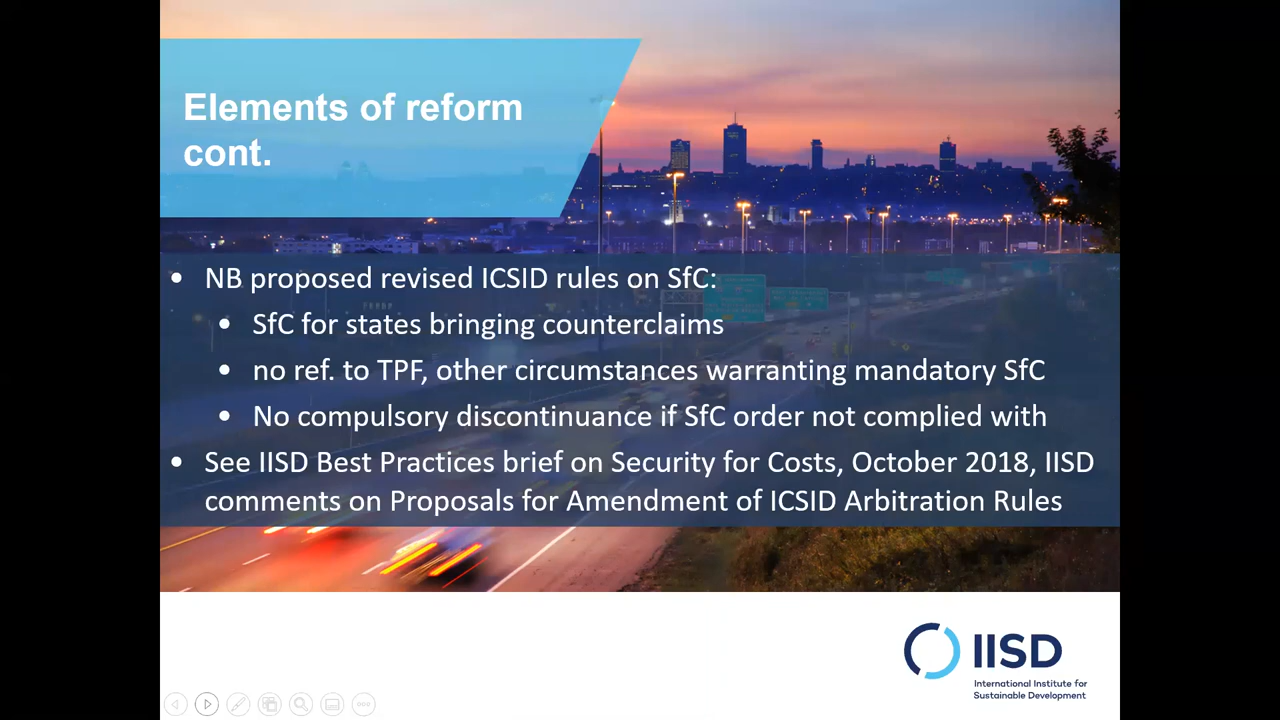 Elements of reform
cont.
• NB proposed revised ICSID rules on SfC:
• SfC for states bringing counterclaims
• no ref. to TPF, other circumstances warranting mandatory SfC
• No compulsory discontinuance if SfC order not complied with
• See IISD Best Practices brief on Security for Costs, October 2018, IISD
comments on Proposals for Amendment of ICSID Arbitration Rules
IISD
International Institute for
Sustainable Development